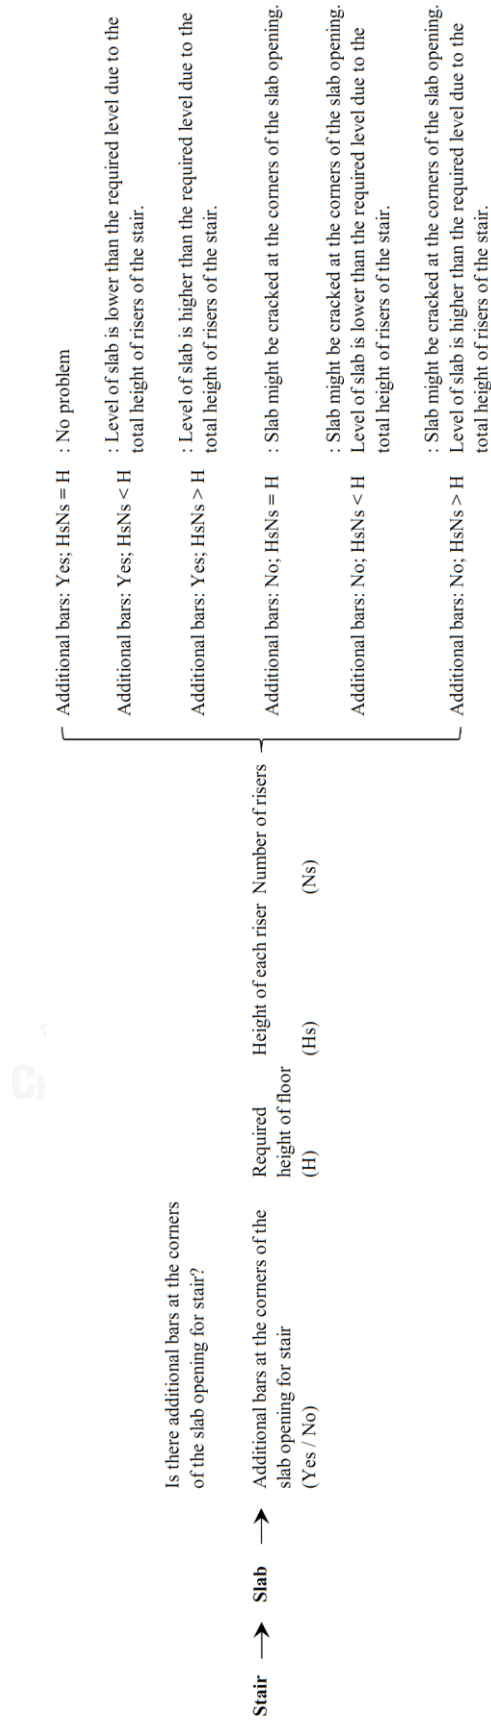 Is there additional bars at the corners
of the slab opening for stair?
Stair → Slab →
Additional bars at the corners of the
slab opening for stair
(Yes / No)
Required
height of floor
(H)
Height of each riser
(Hs)
Number of risers
(Ns)
Additional bars: Yes; HsNs = H : No problem
Additional bars: Yes; HsNs < H : Level of slab is lower than the required level due to the
total height of risers of the stair.
Additional bars: Yes; HsNs > H : Level of slab is higher than the required level due to the
total height of risers of the stair.
Additional bars: No; HsNs = H : Slab might be cracked at the corners of the slab opening.
Additional bars: No; HsNs < H : Slab might be cracked at the corners of the slab opening.
Level of slab is lower than the required level due to the
total height of risers of the stair.
Additional bars: No; HsNs > H : Slab might be cracked at the corners of the slab opening.
Level of slab is higher than the required level due to the
total height of risers of the stair.